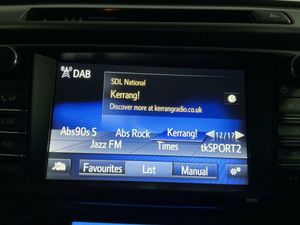 DAB
SDL National
Kerrang!
Discover more at kerrangradio.co.uk
Abs90s S Abs Rock Kerrang! 12/17
Jazz FM Times tkSPORT2
Favourites List Manual